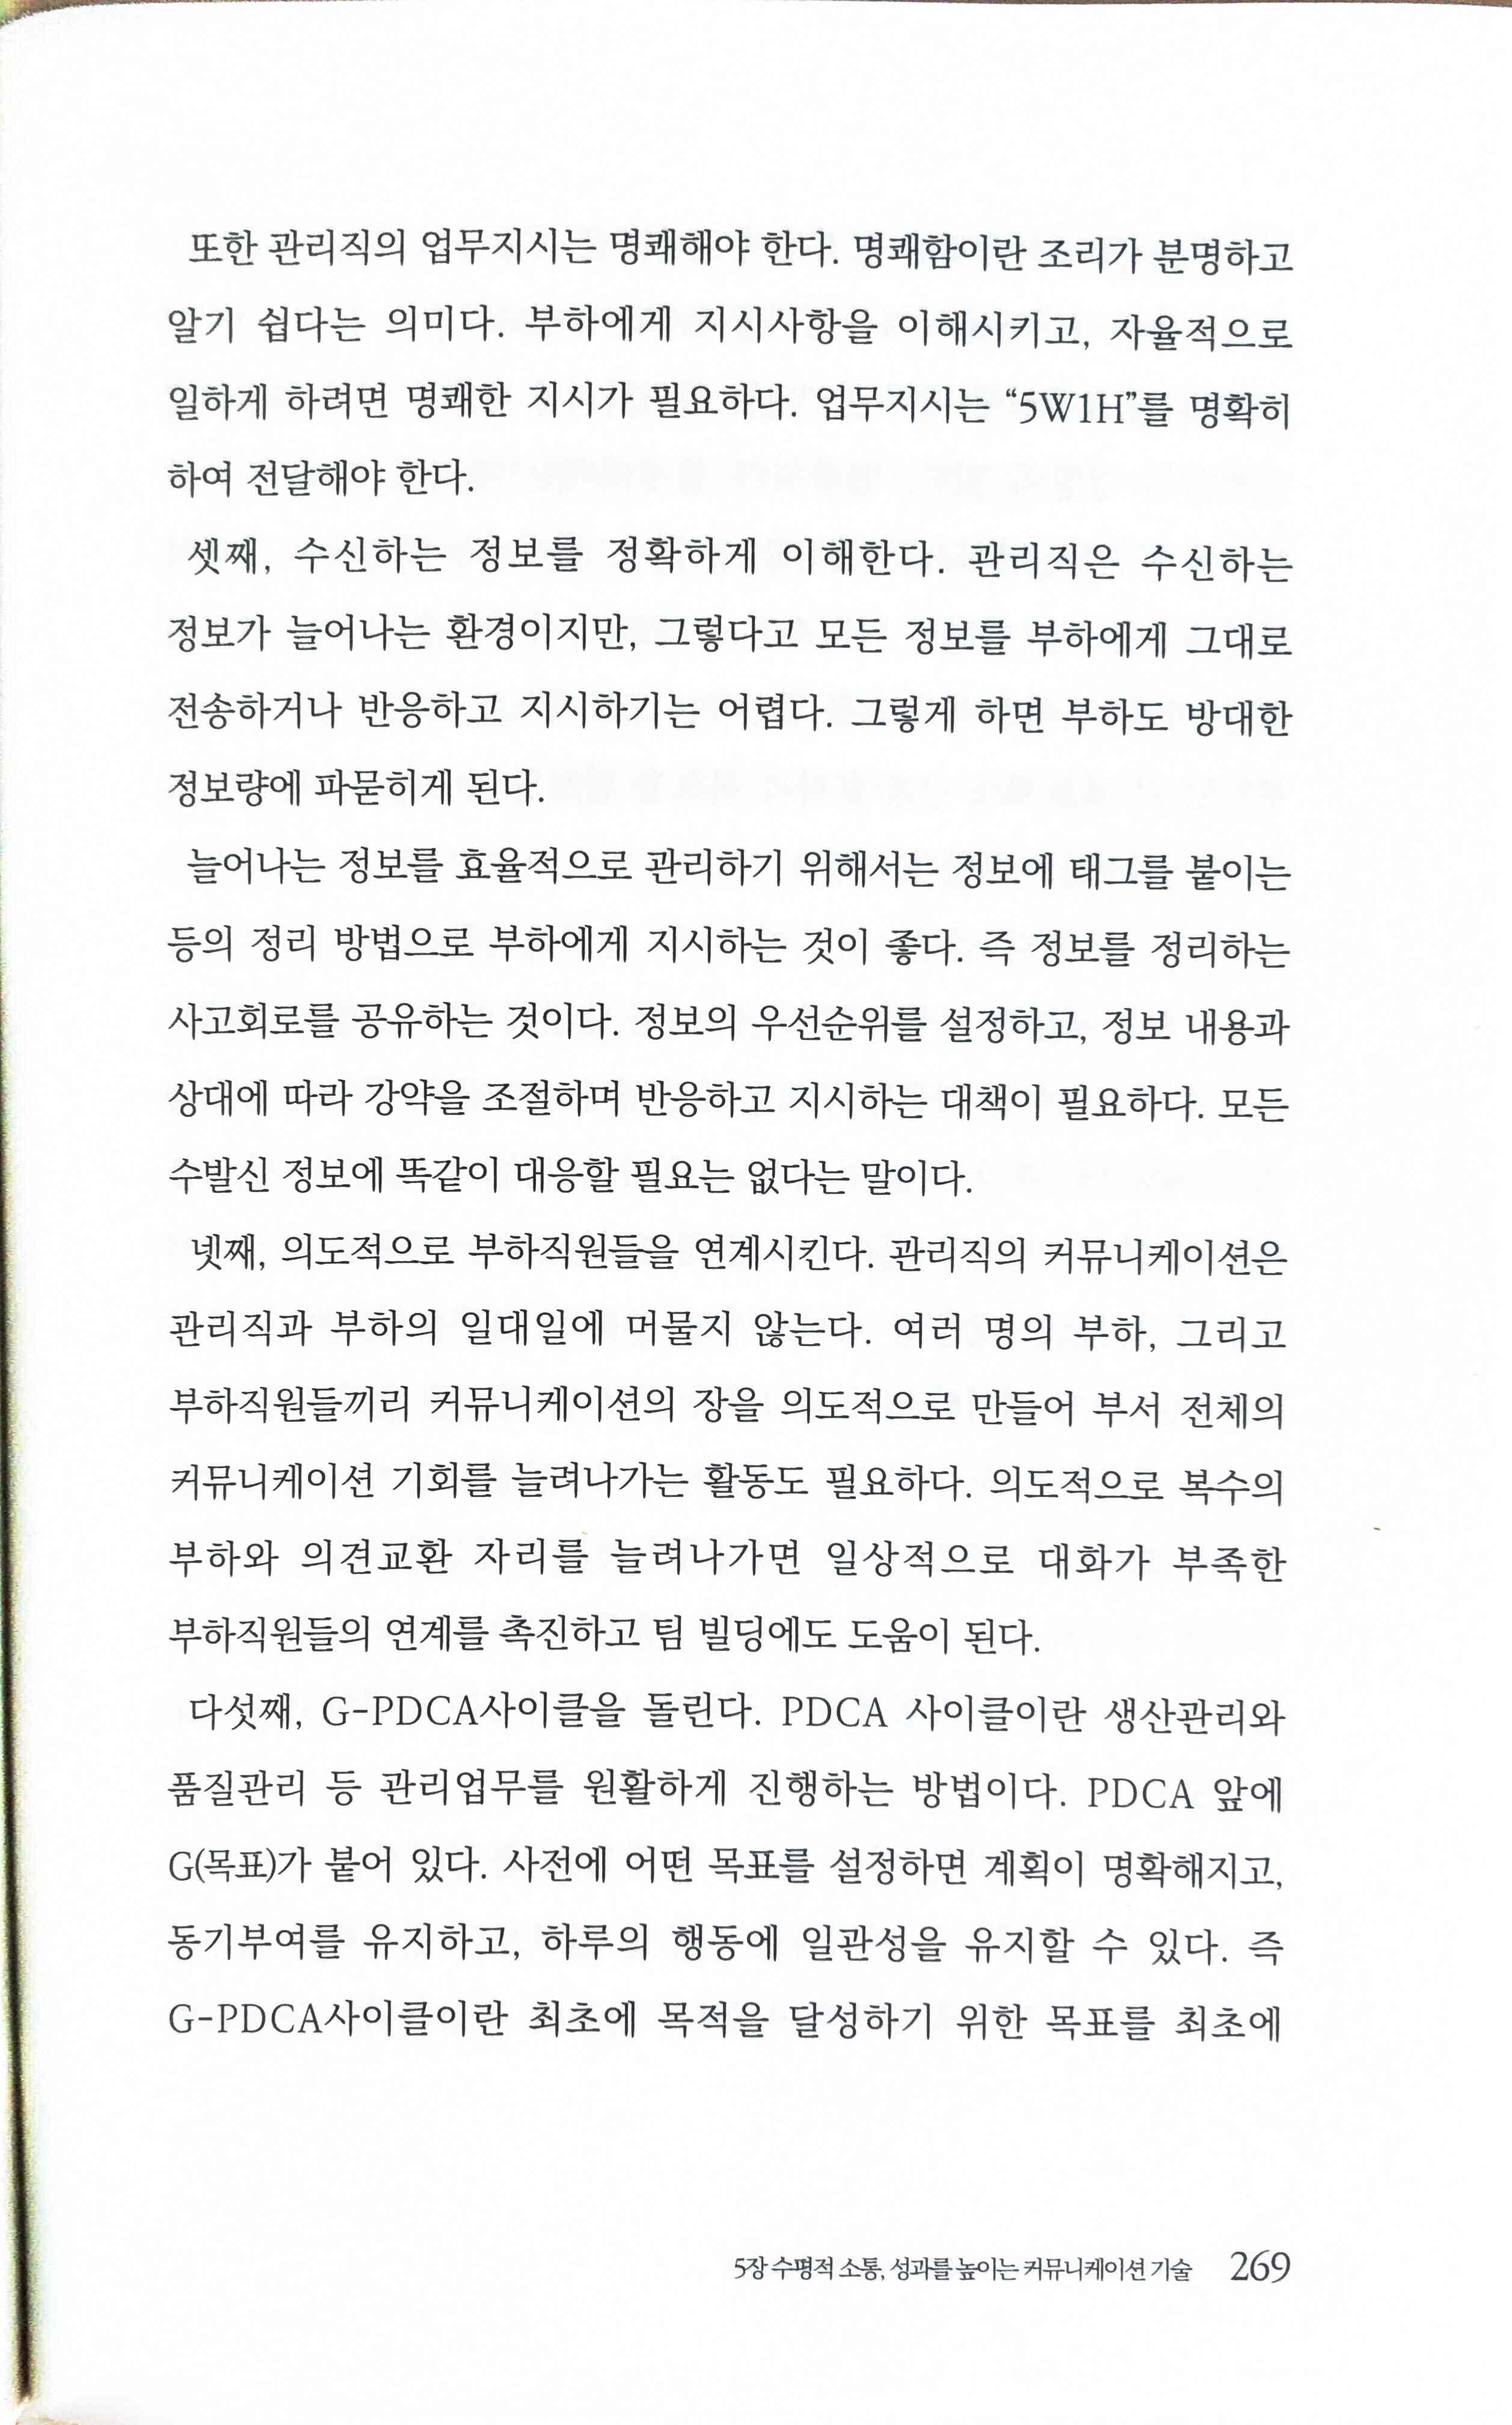 또한 관리직의 업무지시는 명쾌해야 한다. 명쾌함이란 조리가 분명하고
알기 쉽다는 의미다. 부하에게 지시사항을 이해시키고, 자율적으로
일하게 하려면 명쾌한 지시가 필요하다. 업무지시는 “5W1H”를 명확히
하여 전달해야 한다.
셋째, 수신하는 정보를 정확하게 이해한다. 관리직은 수신하는
정보가 늘어나는 환경이지만, 그렇다고 모든 정보를 부하에게 그대로
전송하거나 반응하고 지시하기는 어렵다. 그렇게 하면 부하도 방대한
정보량에 파묻히게 된다.
늘어나는 정보를 효율적으로 관리하기 위해서는 정보에 태그를 붙이는
등의 정리 방법으로 부하에게 지시하는 것이 좋다. 즉 정보를 정리하는
사고회로를 공유하는 것이다. 정보의 우선순위를 설정하고, 정보 내용과
상대에 따라 강약을 조절하며 반응하고 지시하는 대책이 필요하다. 모든
수발신 정보에 똑같이 대응할 필요는 없다는 말이다.
넷째, 의도적으로 부하직원들을 연계시킨다. 관리직의 커뮤니케이션은
관리직과 부하의 일대일에 머물지 않는다. 여러 명의 부하, 그리고
부하직원들끼리 커뮤니케이션의 장을 의도적으로 만들어 부서 전체의
커뮤니케이션 기회를 늘려나가는 활동도 필요하다. 의도적으로 복수의
부하와 의견교환 자리를 늘려나가면 일상적으로 대화가 부족한
부하직원들의 연계를 촉진하고 팀 빌딩에도 도움이 된다.
다섯째, G-PDCA사이클을 돌린다. PDCA 사이클이란 생산관리와
품질관리 등 관리업무를 원활하게 진행하는 방법이다. PDCA 앞에
G(목표)가 붙어 있다. 사전에 어떤 목표를 설정하면 계획이 명확해지고,
동기부여를 유지하고, 하루의 행동에 일관성을 유지할 수 있다. 즉
G-PDCA사이클이란 최초에 목적을 달성하기 위한 목표를 최초에
5장 수평적 소통, 성과를 높이는 커뮤니케이션 기술 269